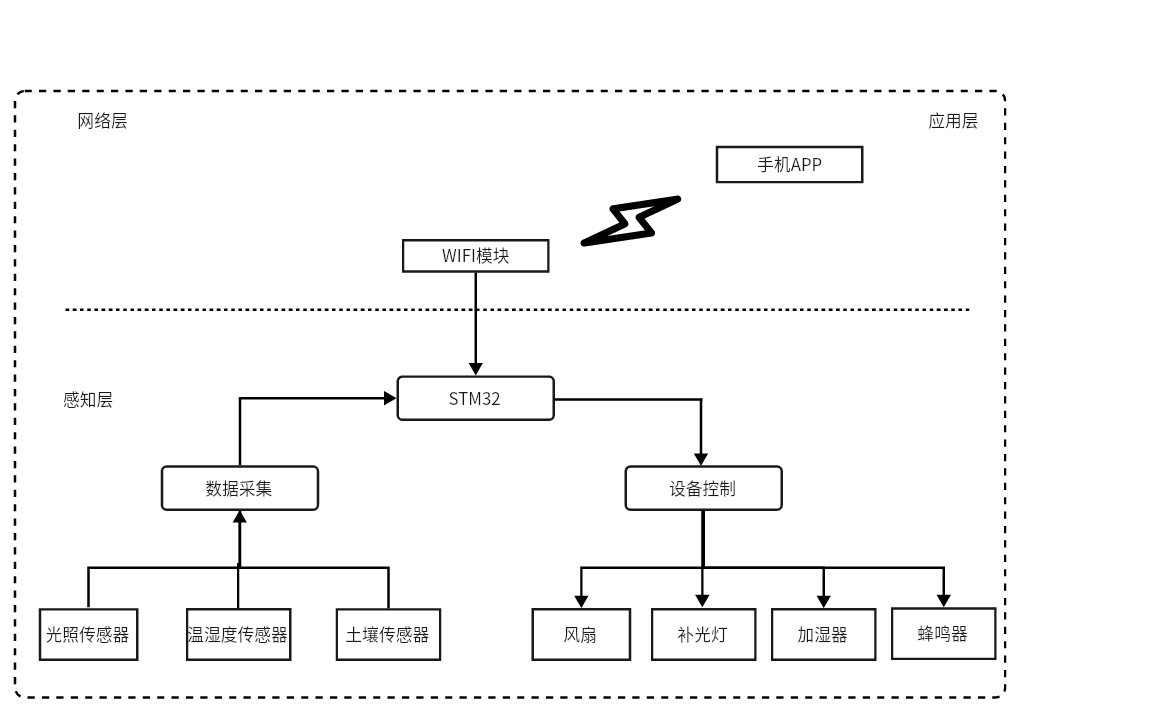 网络层
应用层
手机APP
WIFI模块
感知层
STM32
数据采集
设备控制
光照传感器
温湿度传感器
土壤传感器
风扇
补光灯
加湿器
蜂鸣器